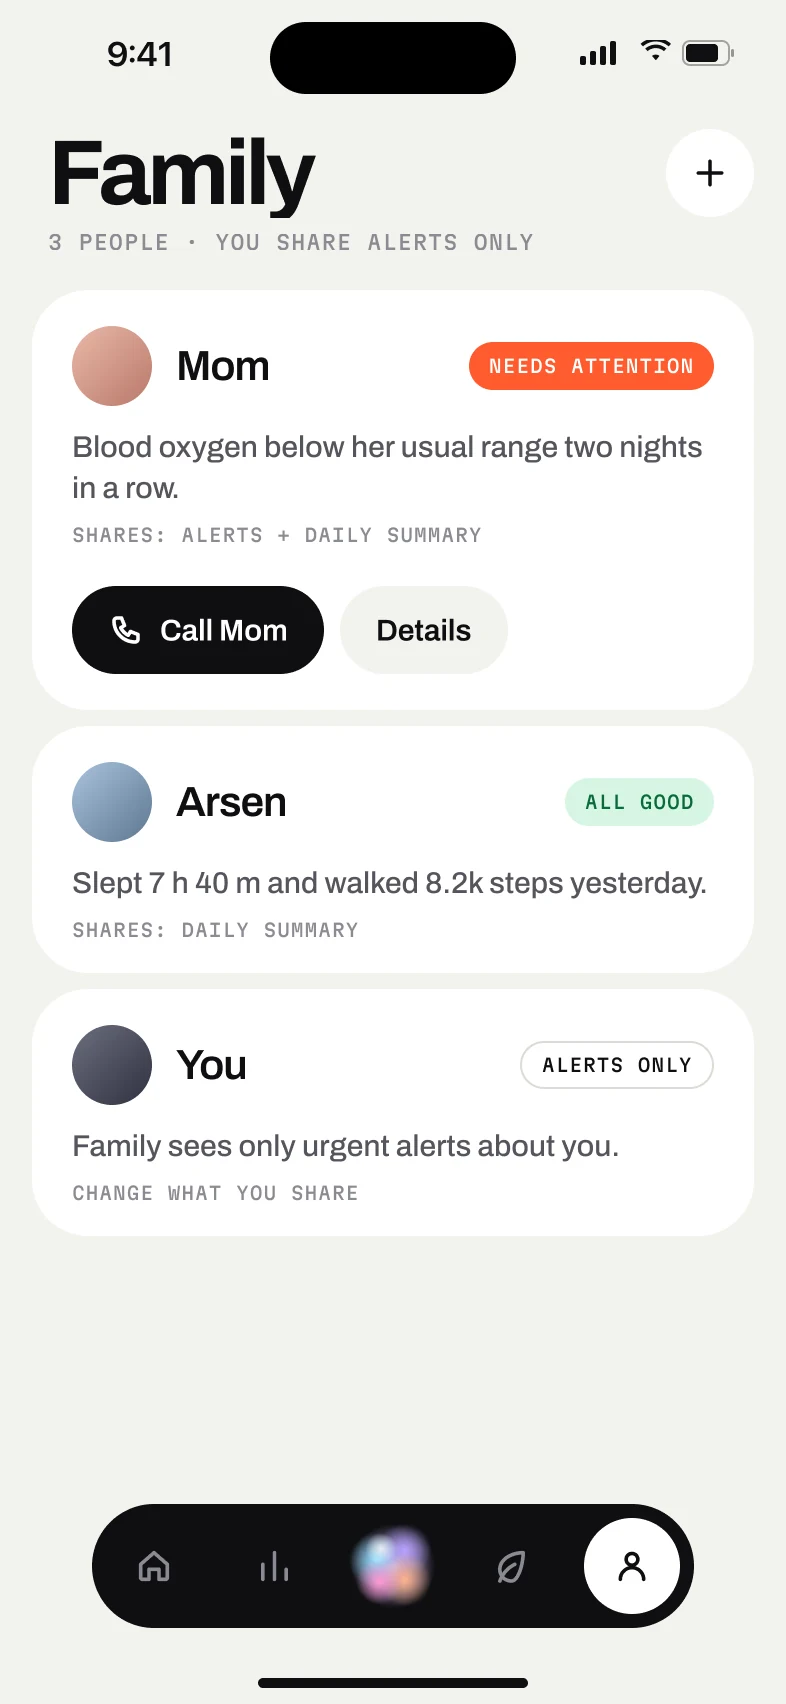 9:41
Family
3 PEOPLE · YOU SHARE ALERTS ONLY
Mom
NEEDS ATTENTION
Blood oxygen below her usual range two nights
in a row.
SHARES: ALERTS + DAILY SUMMARY
Call Mom
Details
Arsen
ALL GOOD
Slept 7 h 40 m and walked 8.2k steps yesterday.
SHARES: DAILY SUMMARY
You
ALERTS ONLY
Family sees only urgent alerts about you.
CHANGE WHAT YOU SHARE